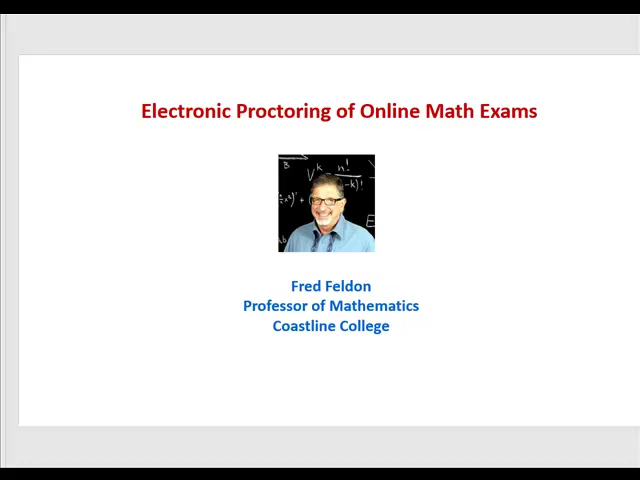 Electronic Proctoring of Online Math Exams
B
V^k = n!
-k)!
Fred Feldon
Professor of Mathematics
Coastline College